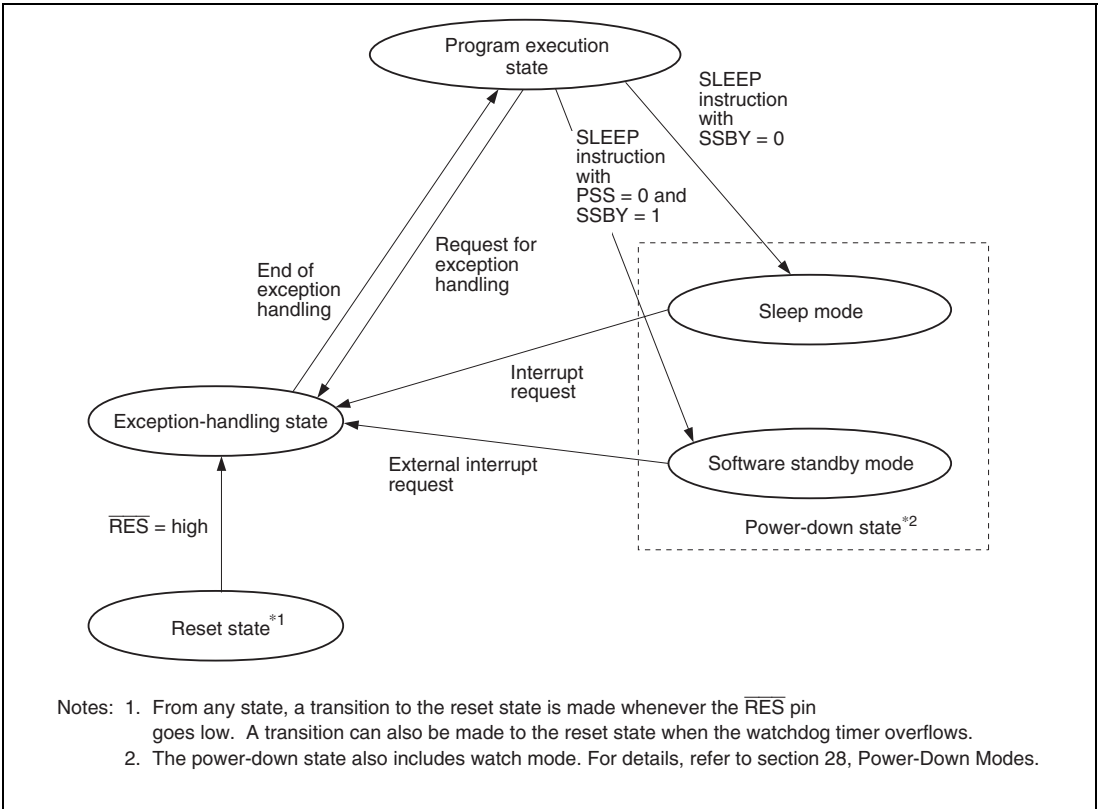 Program execution
state
SLEEP
instruction
with
SSBY = 0
SLEEP
instruction
with
PSS = 0 and
SSBY = 1
End of
exception
handling
Request for
exception
handling
Sleep mode
Interrupt
request
Exception-handling state
Software standby mode
External interrupt
request
Power-down state*2
R̅E̅S̅ = high
Reset state*1
Notes: 1. From any state, a transition to the reset state is made whenever the R̅E̅S̅ pin
goes low. A transition can also be made to the reset state when the watchdog timer overflows.
2. The power-down state also includes watch mode. For details, refer to section 28, Power-Down Modes.